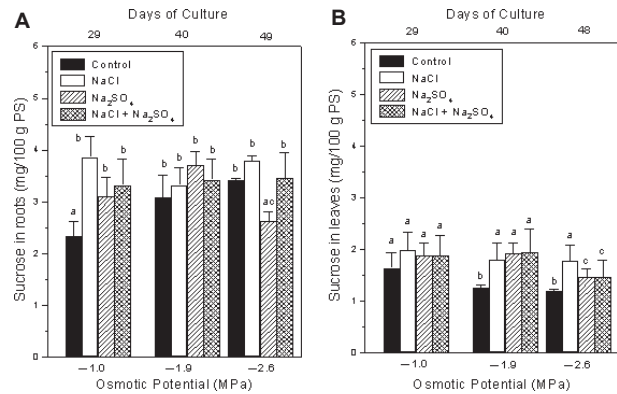 A
Days of Culture
29 40 49
Sucrose in roots (mg/100 g PS)
6
5
4
3
2
1
0
Control
NaCl
Na₂SO₄
NaCl + Na₂SO₄
a b b b
b b b b
b b ac b
−1.0 −1.9 −2.6
Osmotic Potential (MPa)
B
Days of Culture
29 40 48
Sucrose in leaves (mg/100 g PS)
6
5
4
3
2
1
0
Control
NaCl
Na₂SO₄
NaCl + Na₂SO₄
a a a a
b a a a
b a c c
−1.0 −1.9 −2.6
Osmotic Potential (MPa)